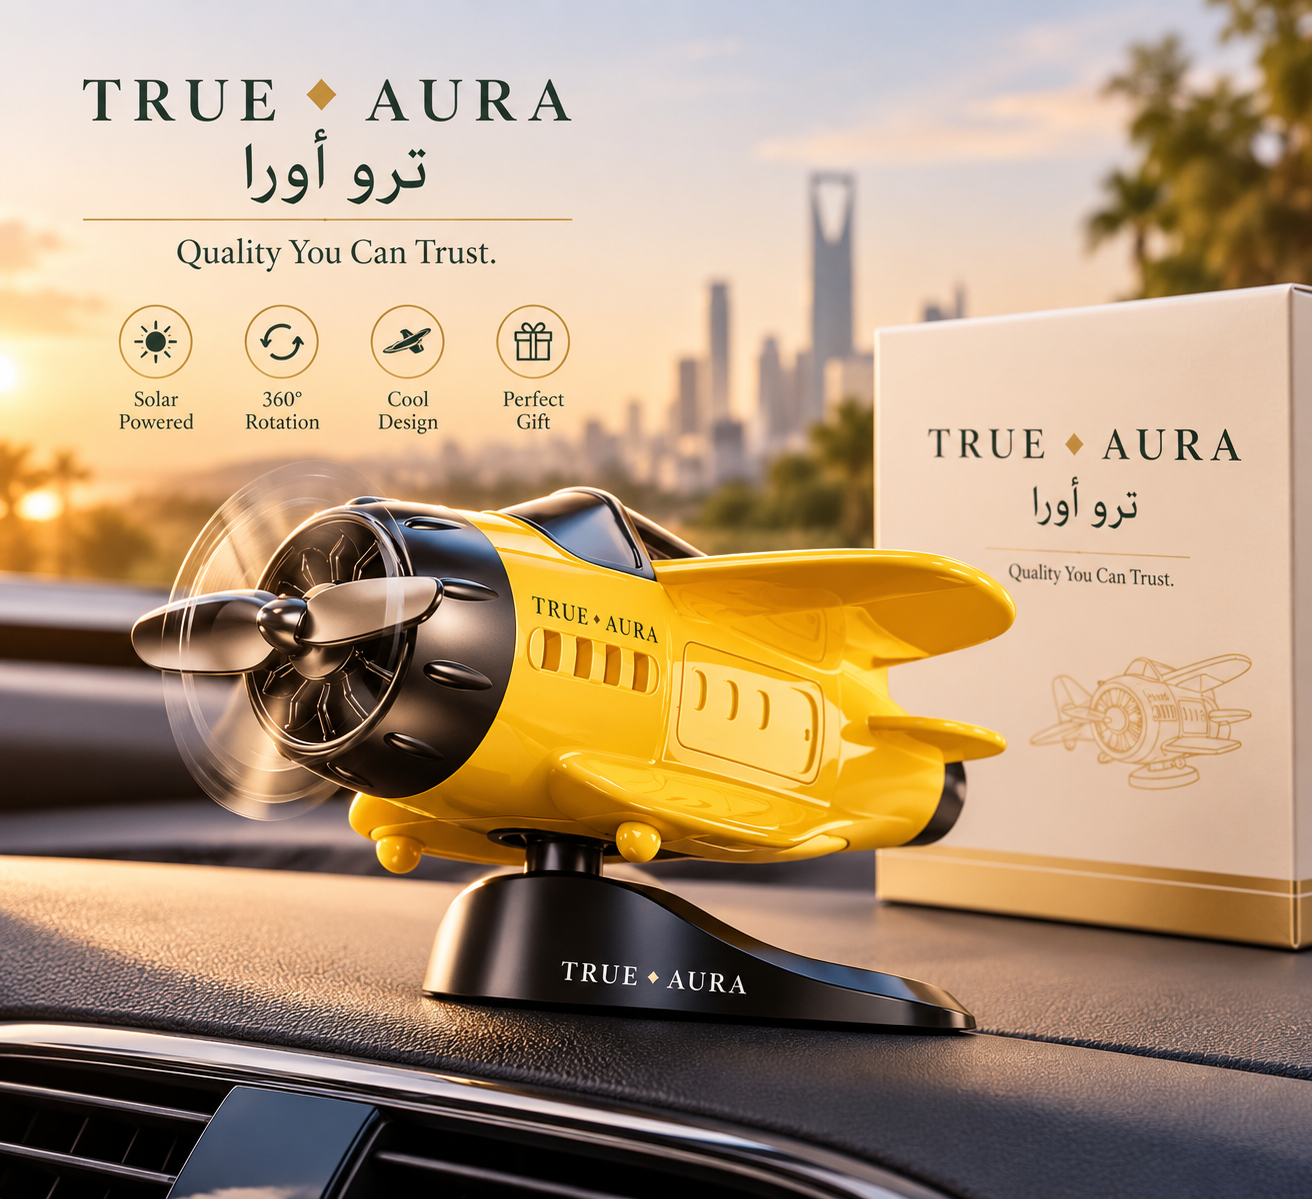 TRUE ◆ AURA
ترو أورا
Quality You Can Trust.
Solar
Powered
360°
Rotation
Cool
Design
Perfect
Gift
TRUE ◆ AURA
ترو أورا
Quality You Can Trust.
TRUE ◆ AURA
TRUE ◆ AURA